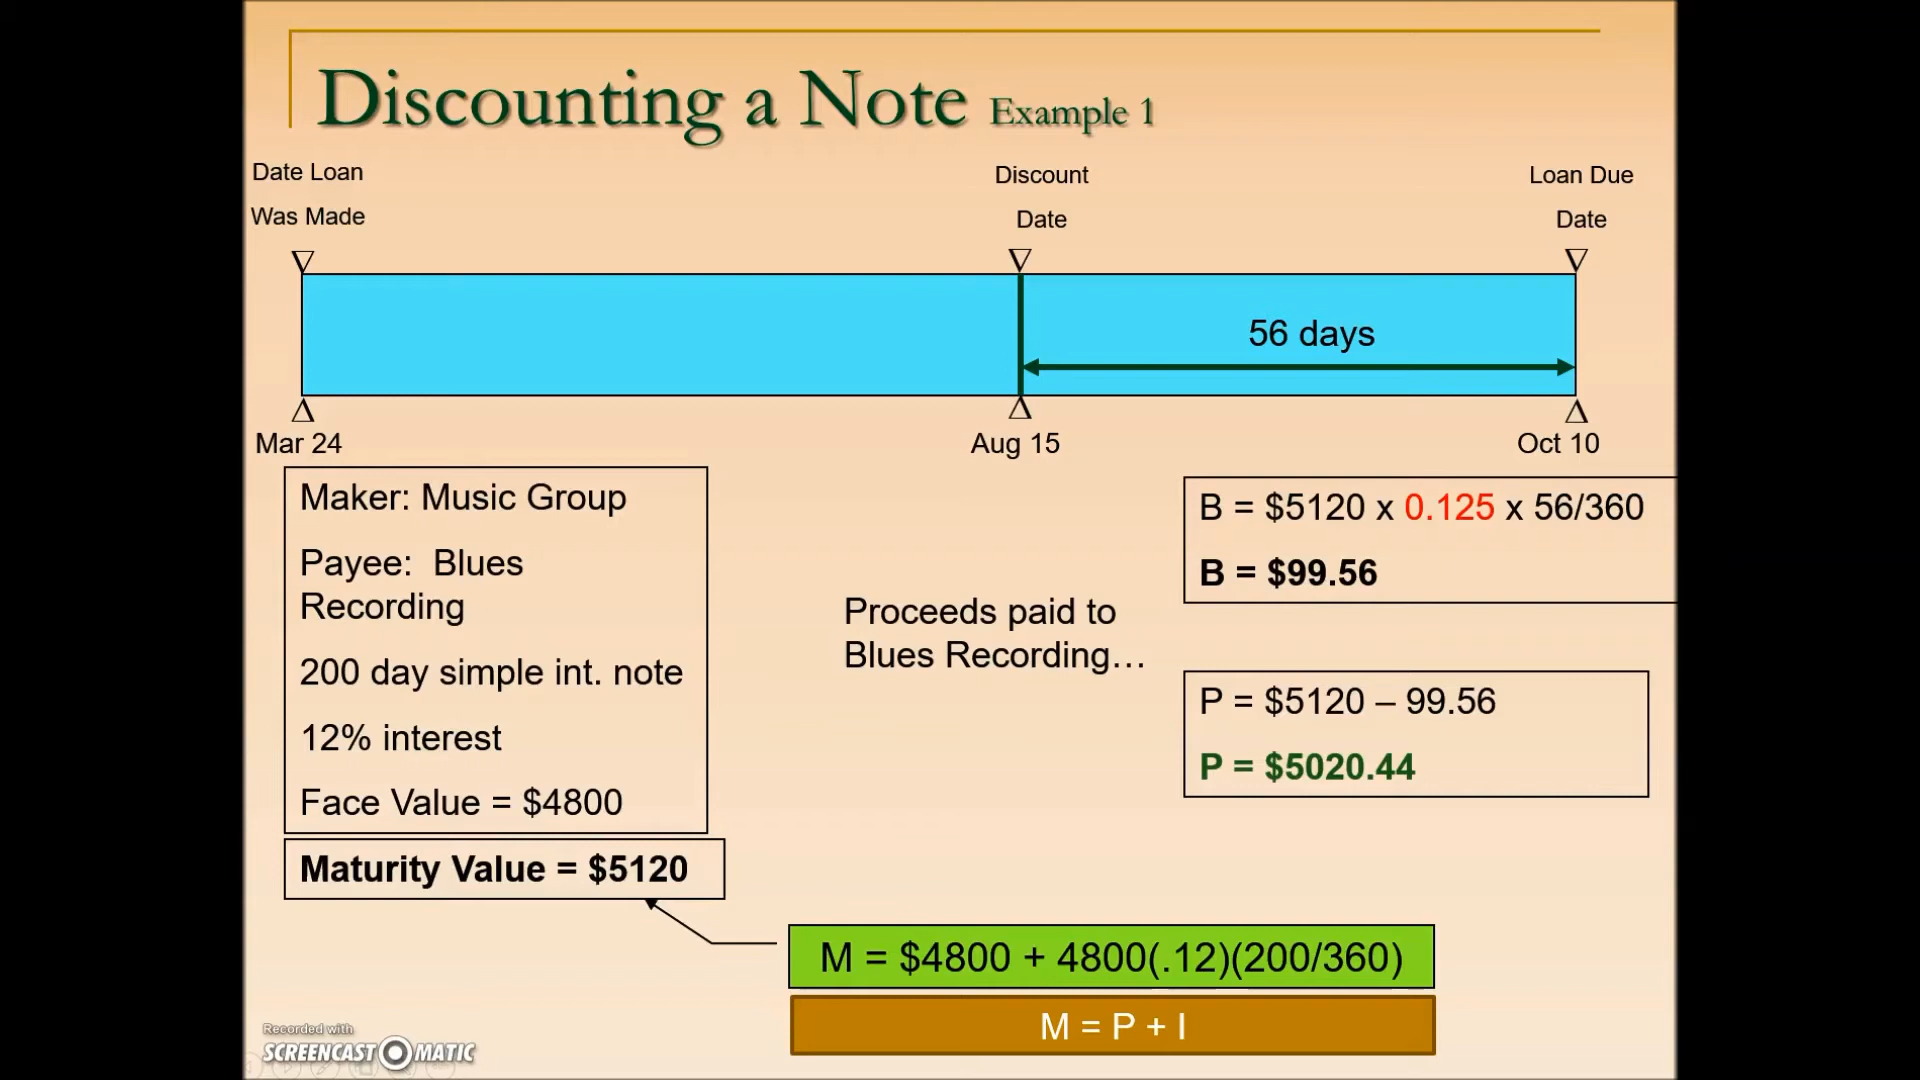 Discounting a Note Example 1
Date Loan
Was Made
Discount
Date
Loan Due
Date
56 days
Mar 24
Aug 15
Oct 10
Maker: Music Group
Payee: Blues
Recording
200 day simple int. note
12% interest
Face Value = $4800
Maturity Value = $5120
Proceeds paid to
Blues Recording…
B = $5120 x 0.125 x 56/360
B = $99.56
P = $5120 – 99.56
P = $5020.44
M = $4800 + 4800(.12)(200/360)
M = P + I
Recorded with
SCREENCAST-O-MATIC